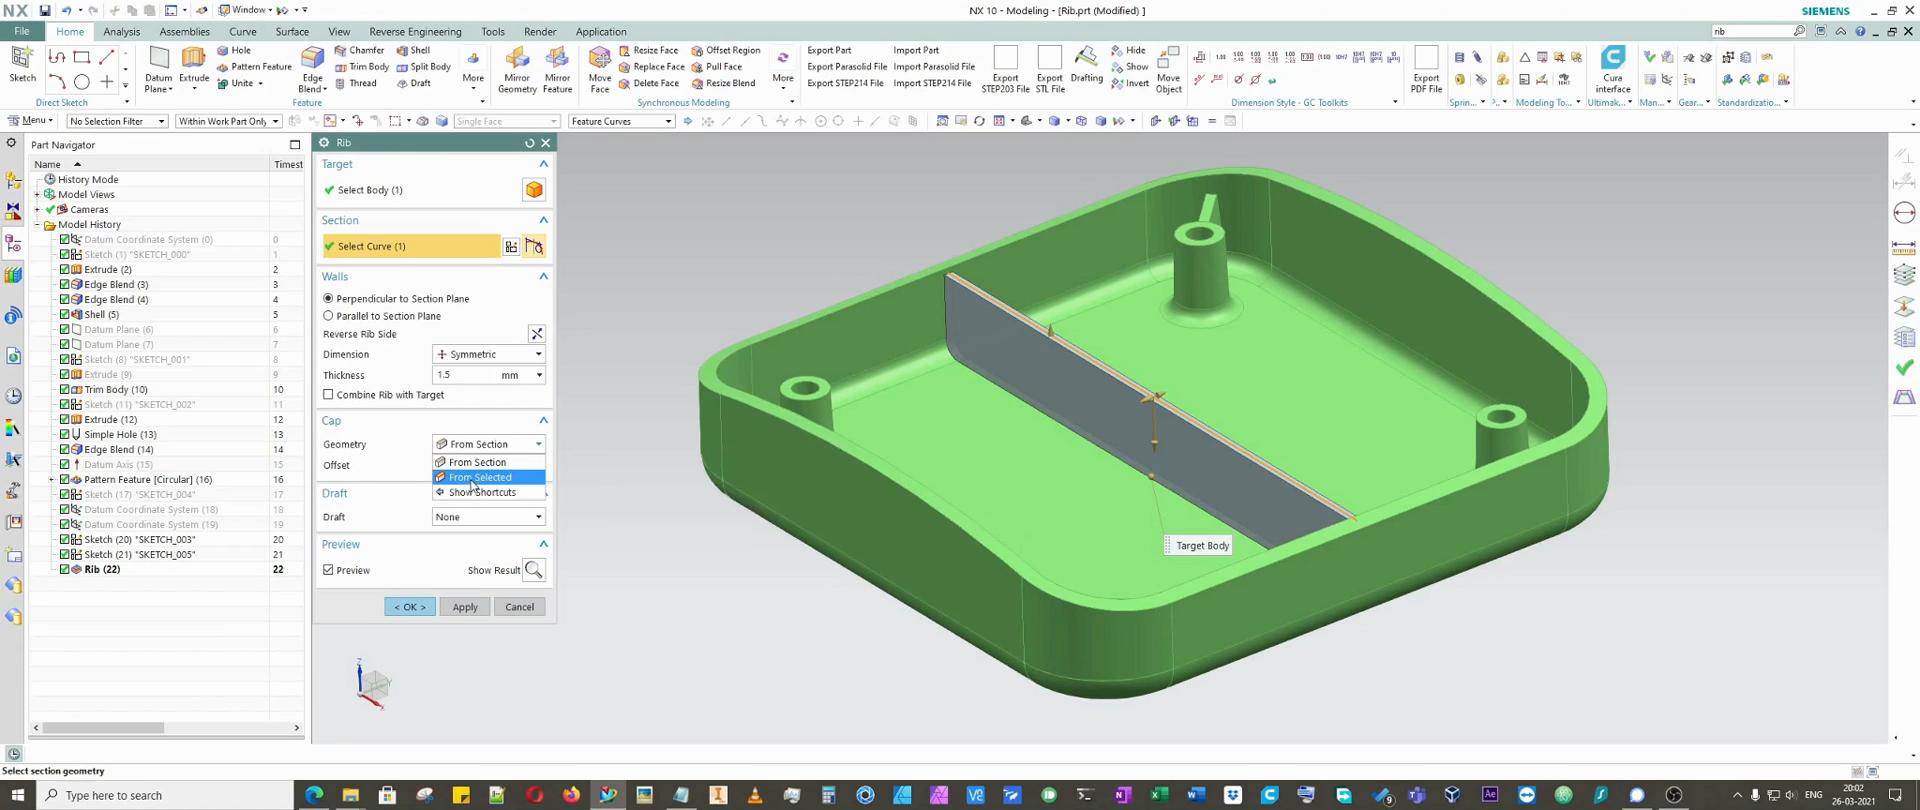 NX Window NX 10 - Modeling - [Rib.prt (Modified) ] SIEMENS
File Home Analysis Assemblies Curve Surface View Reverse Engineering Tools Render Application rib
Sketch
Direct Sketch
Datum Plane
Extrude
Hole
Pattern Feature
Unite
Edge Blend
Chamfer
Trim Body
Thread
Shell
Split Body
Draft
More
Feature
Mirror Geometry
Mirror Feature
Move Face
Resize Face
Replace Face
Delete Face
Offset Region
Pull Face
Resize Blend
More
Synchronous Modeling
Export Part
Export Parasolid File
Export STEP214 File
Import Part
Import Parasolid File
Import STEP214 File
Export STEP203 File
Export STL File
Drafting
Hide
Show
Invert
Move Object
Dimension Style - GC Toolkits
Export PDF File
Sprin...
Modeling To...
Cura interface
Ultimak...
Man...
Gear...
Standardizatio...
Menu No Selection Filter Within Work Part Only Single Face Feature Curves
Part Navigator
Name Timest
History Mode
Model Views
Cameras
Model History
Datum Coordinate System (0) 0
Sketch (1) "SKETCH_000" 1
Extrude (2) 2
Edge Blend (3) 3
Edge Blend (4) 4
Shell (5) 5
Datum Plane (6) 6
Datum Plane (7) 7
Sketch (8) "SKETCH_001" 8
Extrude (9) 9
Trim Body (10) 10
Sketch (11) "SKETCH_002" 11
Extrude (12) 12
Simple Hole (13) 13
Edge Blend (14) 14
Datum Axis (15) 15
Pattern Feature [Circular] (16) 16
Sketch (17) "SKETCH_004" 17
Datum Coordinate System (18) 18
Datum Coordinate System (19) 19
Sketch (20) "SKETCH_003" 20
Sketch (21) "SKETCH_005" 21
Rib (22) 22
Rib
Target
Select Body (1)
Section
Select Curve (1)
Walls
Perpendicular to Section Plane
Parallel to Section Plane
Reverse Rib Side
Dimension Symmetric
Thickness 1.5 mm
Combine Rib with Target
Cap
Geometry From Section
From Section
Offset
From Selected
Show Shortcuts
Draft
Draft None
Preview
Preview Show Result
< OK > Apply Cancel
Target Body
Z
Y
X
Select section geometry
Type here to search
ENG
20:02
26-03-2021